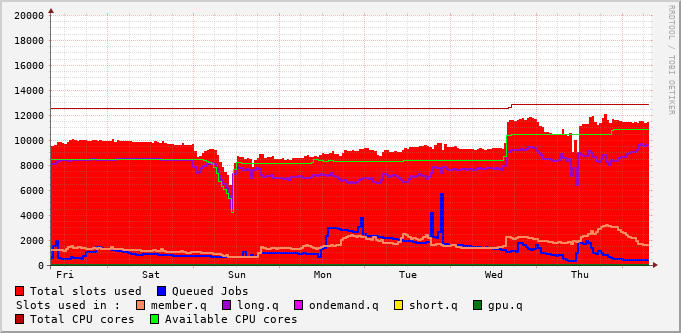 20000
18000
16000
14000
12000
10000
8000
6000
4000
2000
0
Fri Sat Sun Mon Tue Wed Thu
RRDTOOL / TOBI OETIKER
Total slots used Queued Jobs
Slots used in : member.q long.q ondemand.q short.q gpu.q
Total CPU cores Available CPU cores